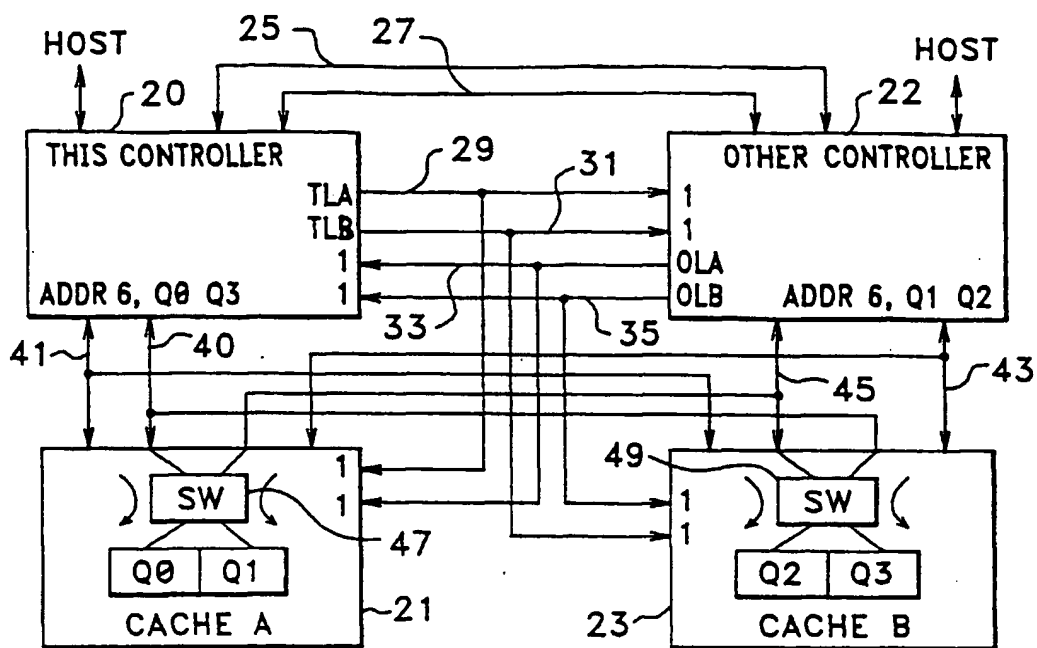 HOST
25
27
HOST
20
22
THIS CONTROLLER
OTHER CONTROLLER
29
31
TLA
1
TLB
1
1
OLA
ADDR 6, Q0 Q3
1
OLB
ADDR 6, Q1 Q2
33
35
41
40
45
43
1
49
SW
1
1
SW
1
47
Q0 Q1
Q2 Q3
CACHE A
21
23
CACHE B